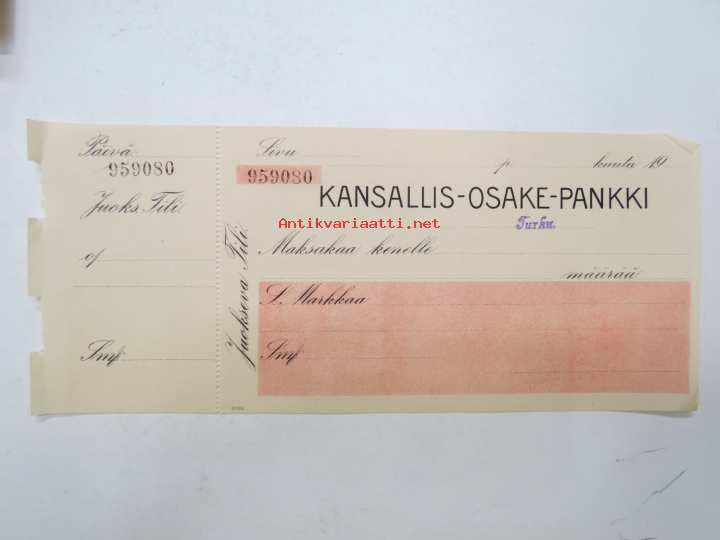 Päivä
959080
Juoks. Tili.
of
Smf
Juokseva Tili.
Sivu
p. kuuta 19
959080
KANSALLIS-OSAKE-PANKKI
Turku.
Antikvariaatti.net
Maksakaa kenelle
määrää
S. Markkaa
Smf